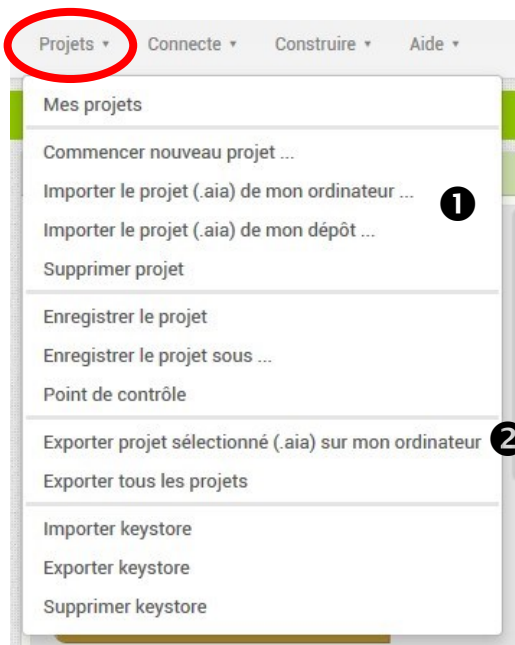 Projets ▾ Connecte ▾ Construire ▾ Aide ▾
Mes projets
Commencer nouveau projet ...
Importer le projet (.aia) de mon ordinateur ... ❶
Importer le projet (.aia) de mon dépôt ...
Supprimer projet
Enregistrer le projet
Enregistrer le projet sous ...
Point de contrôle
Exporter projet sélectionné (.aia) sur mon ordinateur ❷
Exporter tous les projets
Importer keystore
Exporter keystore
Supprimer keystore